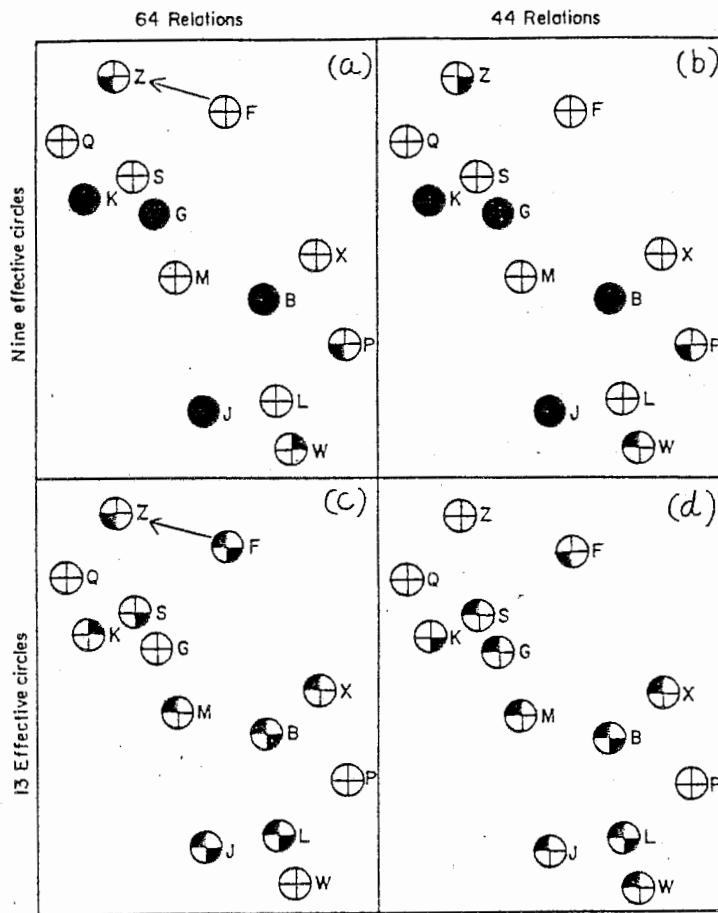 64 Relations
44 Relations
Nine effective circles
(a)
Z
F
Q
S
K
G
X
M
B
P
L
J
W
(b)
Z
F
Q
S
K
G
X
M
B
P
L
J
W
13 Effective circles
(c)
Z
F
Q
S
K
G
X
M
B
P
L
J
W
(d)
Z
F
Q
S
K
G
X
M
B
P
L
J
W